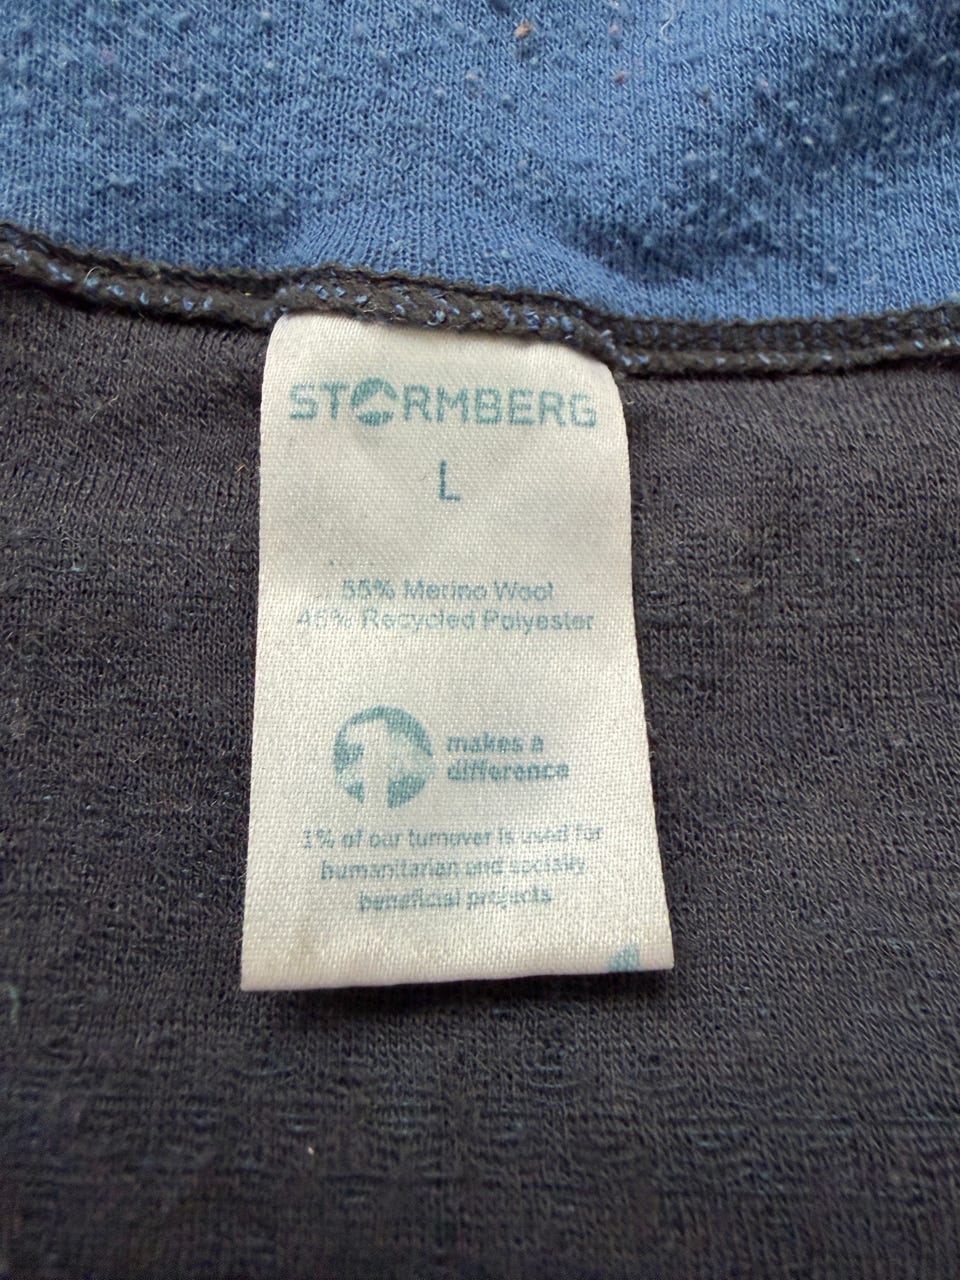 STORMBERG
L
55% Merino Wool
45% Recycled Polyester
makes a
difference
1% of our turnover is used for
humanitarian and socially
beneficial projects